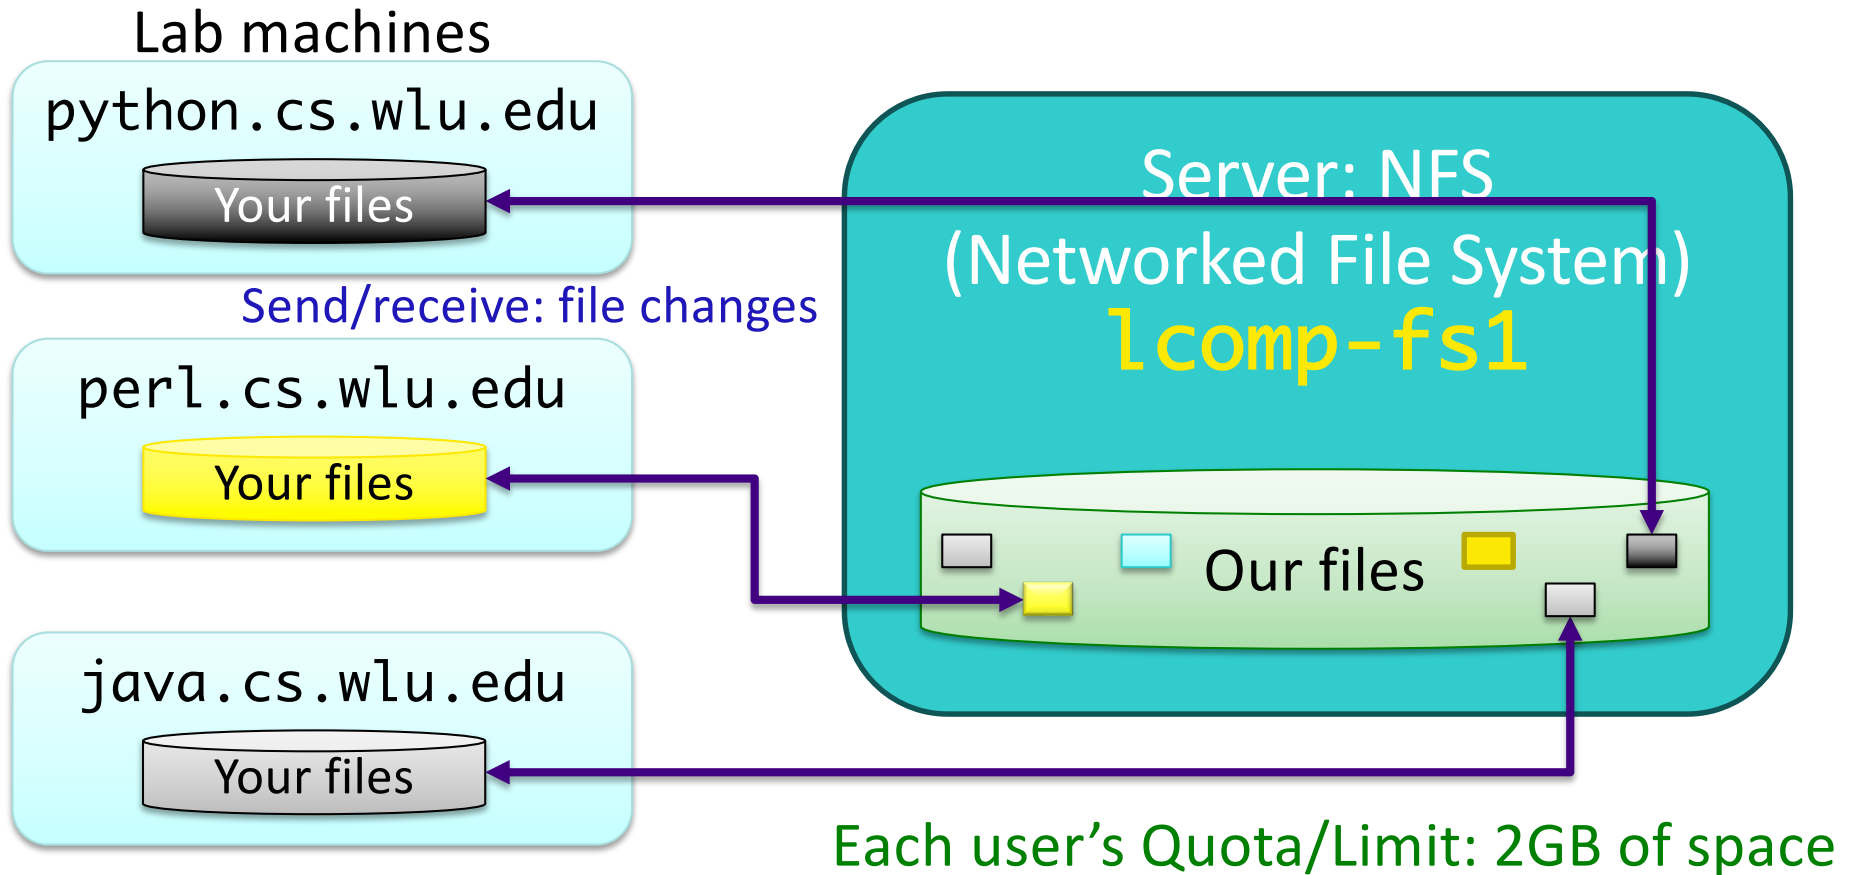 Lab machines
python.cs.wlu.edu
Your files
Send/receive: file changes
perl.cs.wlu.edu
Your files
java.cs.wlu.edu
Your files
Server: NFS
(Networked File System)
lcomp-fs1
Our files
Each user’s Quota/Limit: 2GB of space